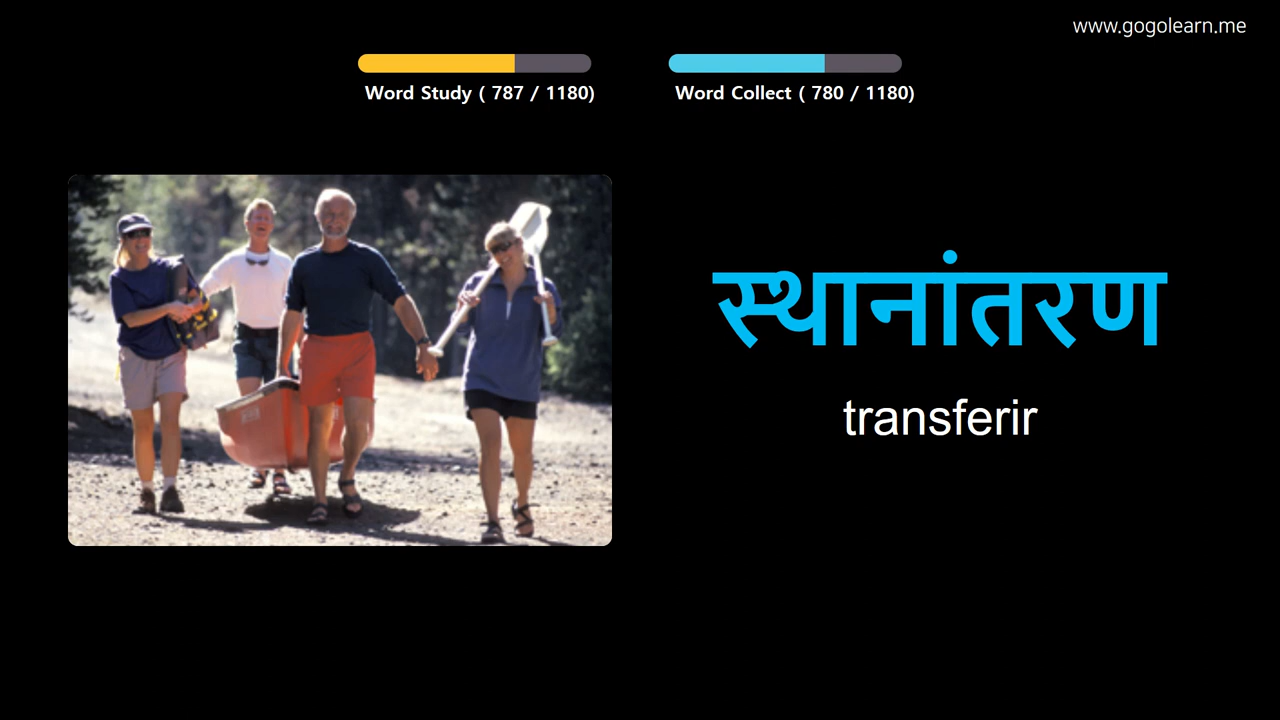 www.gogolearn.me
Word Study ( 787 / 1180)
Word Collect ( 780 / 1180)
स्थानांतरण
transferir